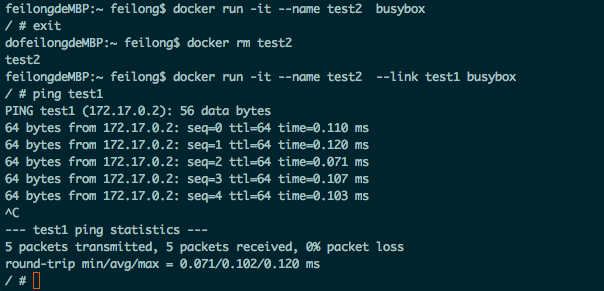 feilongdeMBP:~ feilong$ docker run -it --name test2  busybox
/ # exit
dofeilongdeMBP:~ feilong$ docker rm test2
test2
feilongdeMBP:~ feilong$ docker run -it --name test2  --link test1 busybox
/ # ping test1
PING test1 (172.17.0.2): 56 data bytes
64 bytes from 172.17.0.2: seq=0 ttl=64 time=0.110 ms
64 bytes from 172.17.0.2: seq=1 ttl=64 time=0.120 ms
64 bytes from 172.17.0.2: seq=2 ttl=64 time=0.071 ms
64 bytes from 172.17.0.2: seq=3 ttl=64 time=0.107 ms
64 bytes from 172.17.0.2: seq=4 ttl=64 time=0.103 ms
^C
--- test1 ping statistics ---
5 packets transmitted, 5 packets received, 0% packet loss
round-trip min/avg/max = 0.071/0.102/0.120 ms
/ #